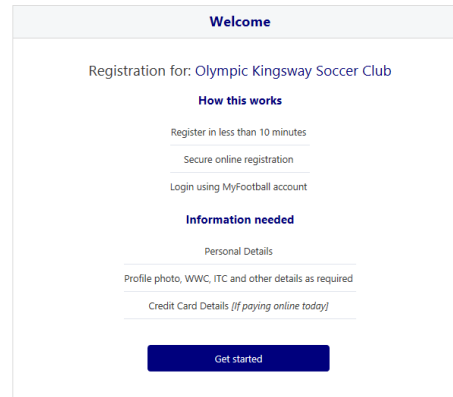 Welcome
Registration for: Olympic Kingsway Soccer Club
How this works
Register in less than 10 minutes
Secure online registration
Login using MyFootball account
Information needed
Personal Details
Profile photo, WWC, ITC and other details as required
Credit Card Details [If paying online today]
Get started